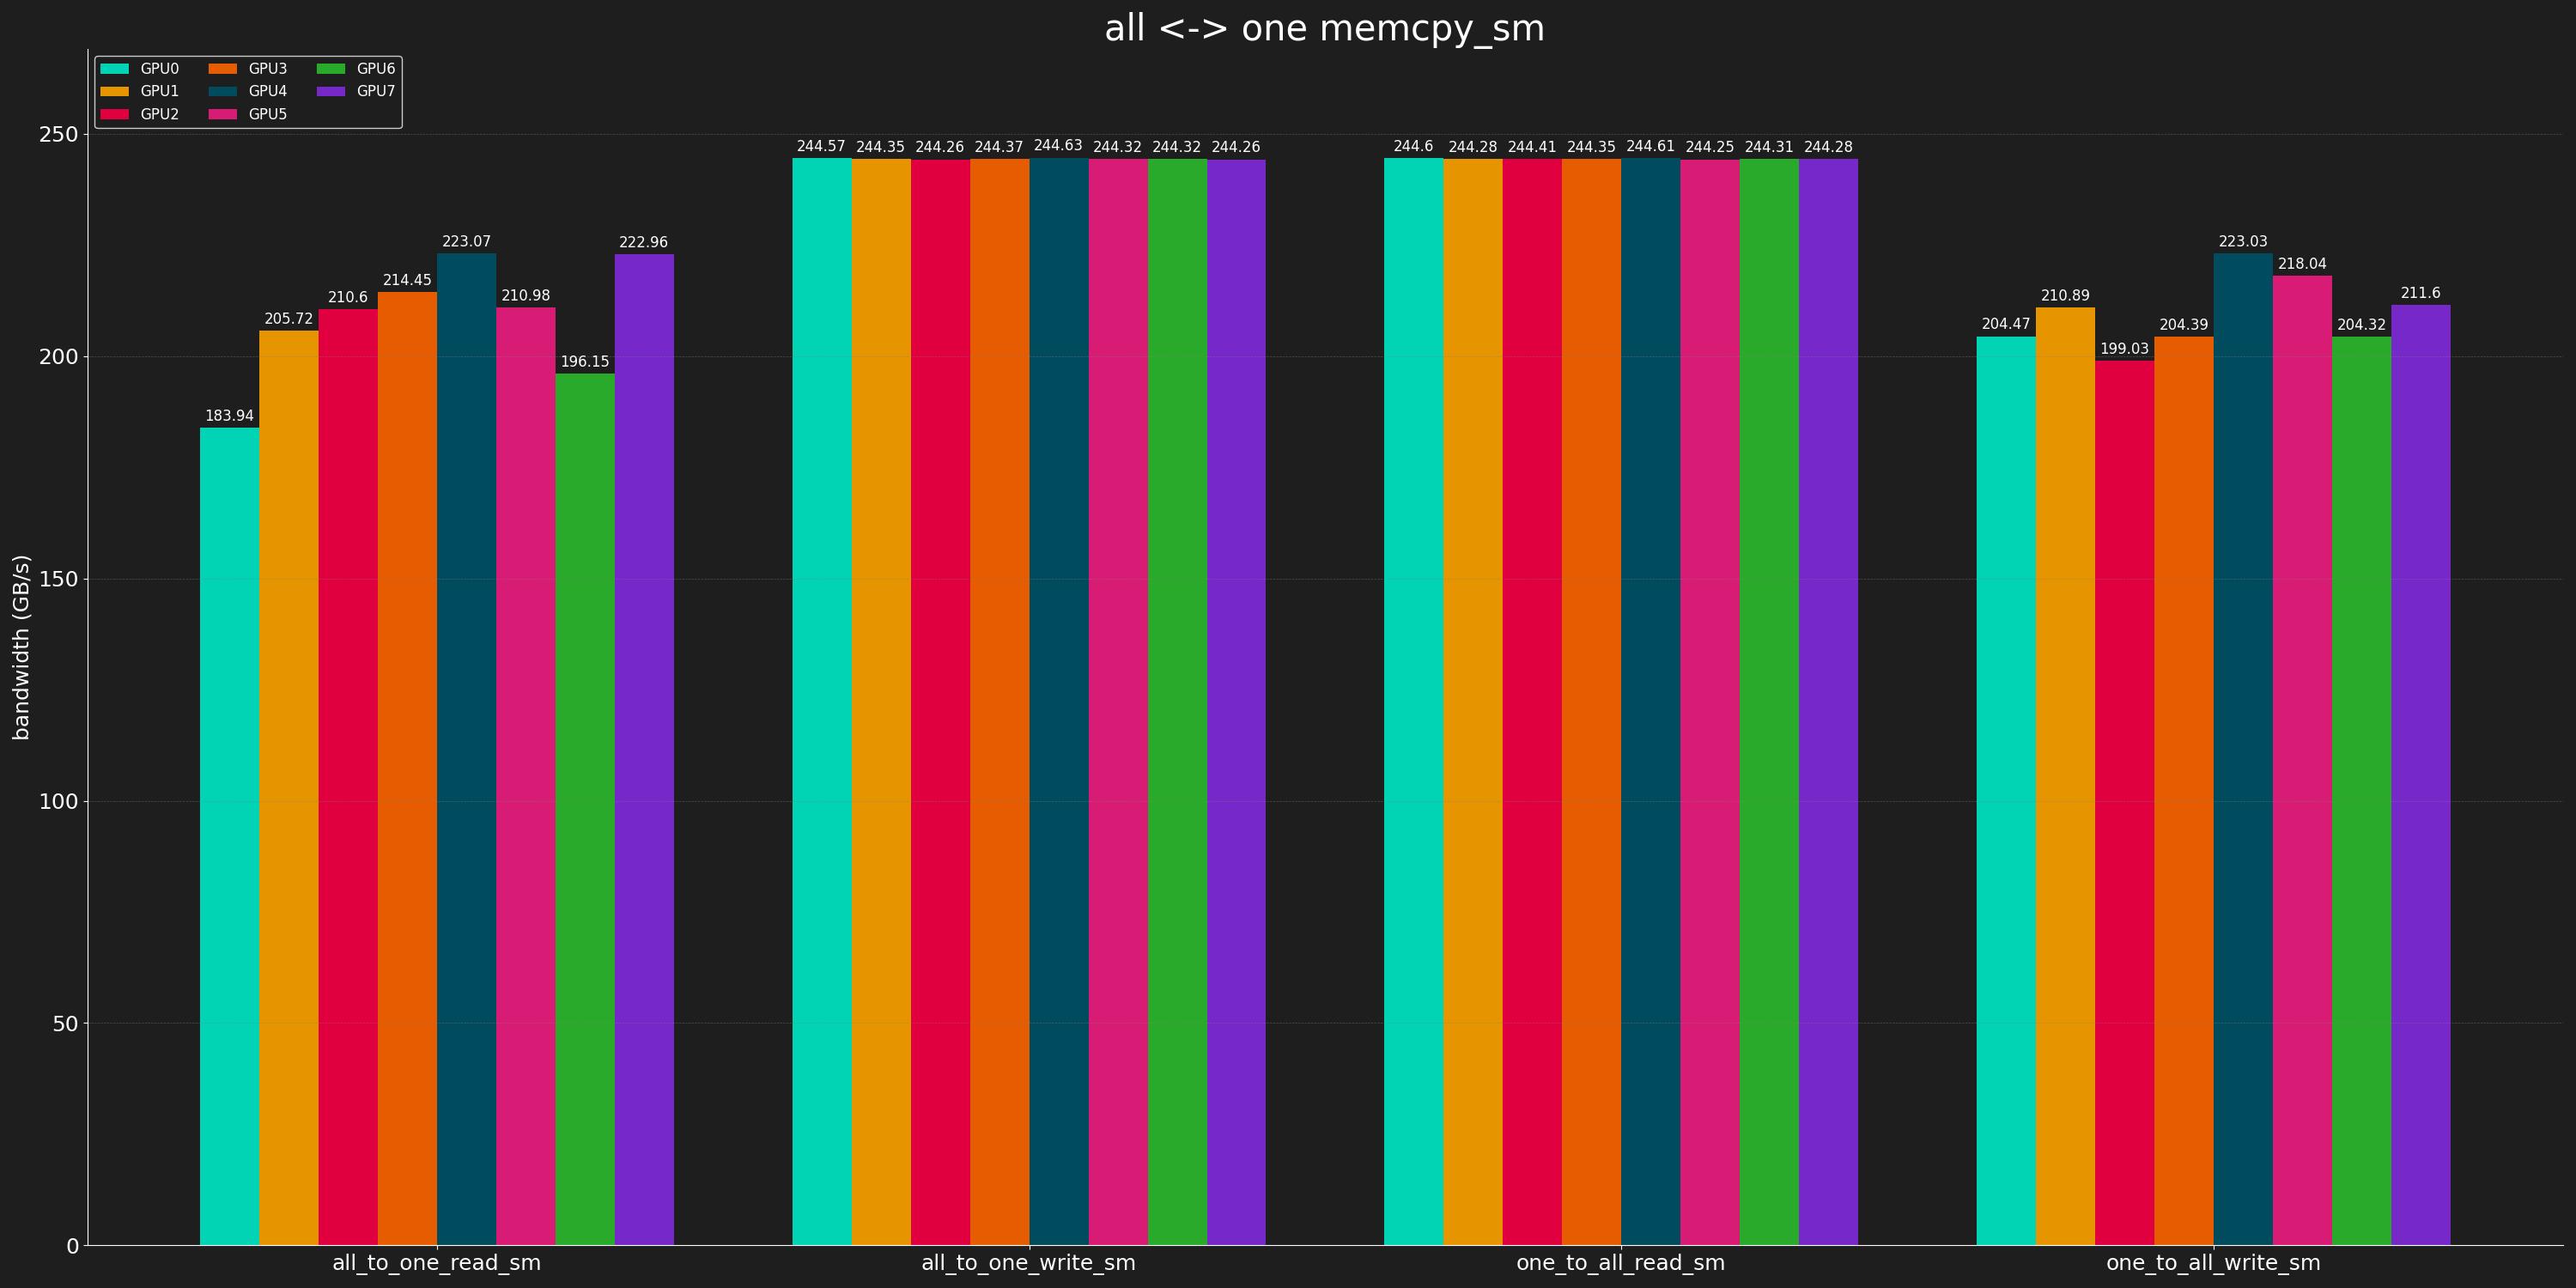 all <-> one memcpy_sm
GPU0 GPU3 GPU6
GPU1 GPU4 GPU7
GPU2 GPU5
bandwidth (GB/s)
250
200
150
100
50
0
183.94 205.72 210.6 214.45 223.07 210.98 196.15 222.96
244.57 244.35 244.26 244.37 244.63 244.32 244.32 244.26
244.6 244.28 244.41 244.35 244.61 244.25 244.31 244.28
204.47 210.89 199.03 204.39 223.03 218.04 204.32 211.6
all_to_one_read_sm all_to_one_write_sm one_to_all_read_sm one_to_all_write_sm